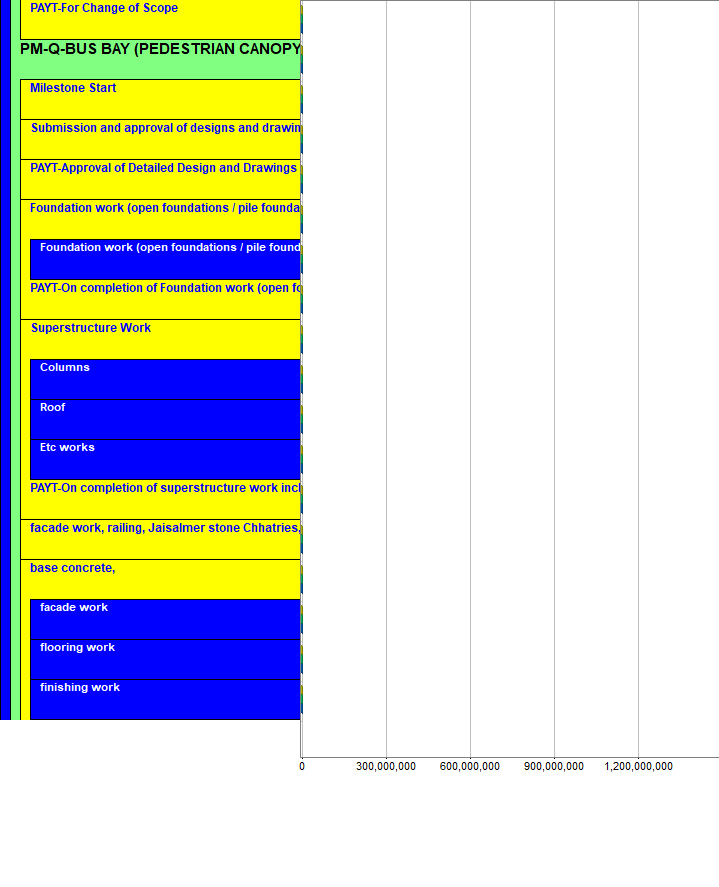 PAYT-For Change of Scope
PM-Q-BUS BAY (PEDESTRIAN CANOPY
Milestone Start
Submission and approval of designs and drawin
PAYT-Approval of Detailed Design and Drawings
Foundation work (open foundations / pile founda
Foundation work (open foundations / pile found
PAYT-On completion of Foundation work (open fo
Superstructure Work
Columns
Roof
Etc works
PAYT-On completion of superstructure work incl
facade work, railing, Jaisalmer stone Chhatries,
base concrete,
facade work
flooring work
finishing work
0 300,000,000 600,000,000 900,000,000 1,200,000,000